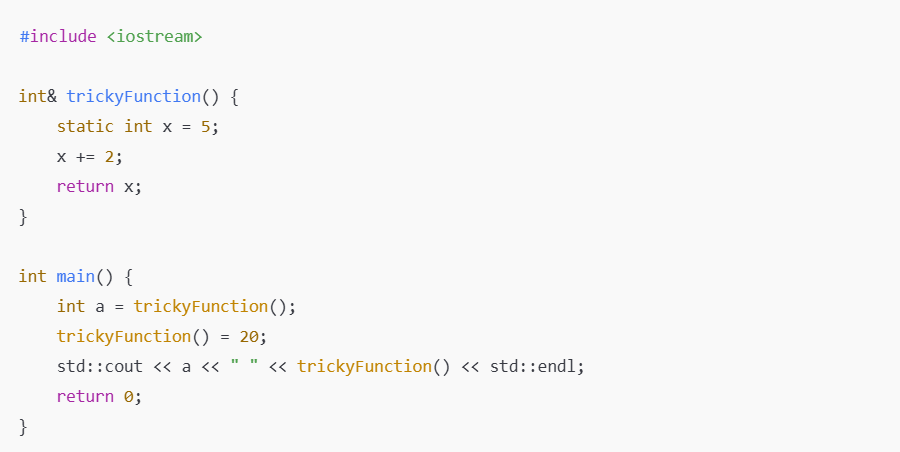 #include <iostream>

int& trickyFunction() {
    static int x = 5;
    x += 2;
    return x;
}

int main() {
    int a = trickyFunction();
    trickyFunction() = 20;
    std::cout << a << " " << trickyFunction() << std::endl;
    return 0;
}